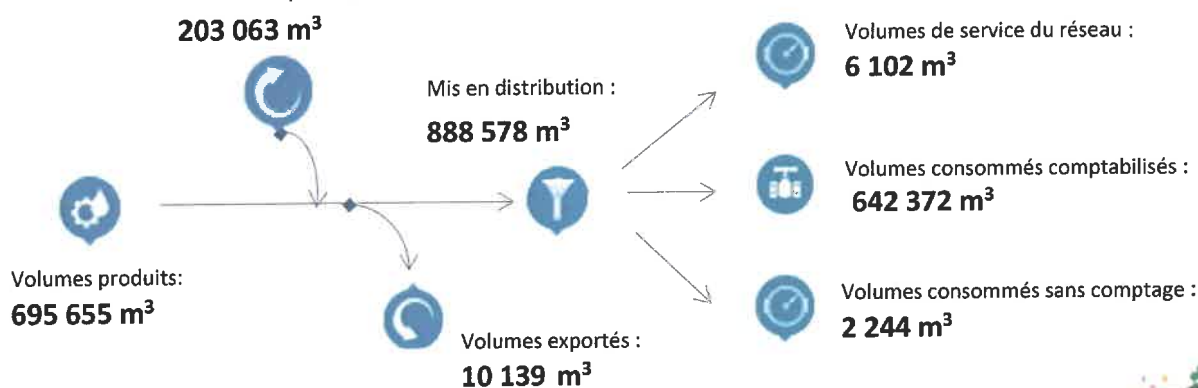 203 063 m³
Mis en distribution :
888 578 m³
Volumes de service du réseau :
6 102 m³
Volumes consommés comptabilisés :
642 372 m³
Volumes produits:
695 655 m³
Volumes exportés :
10 139 m³
Volumes consommés sans comptage :
2 244 m³